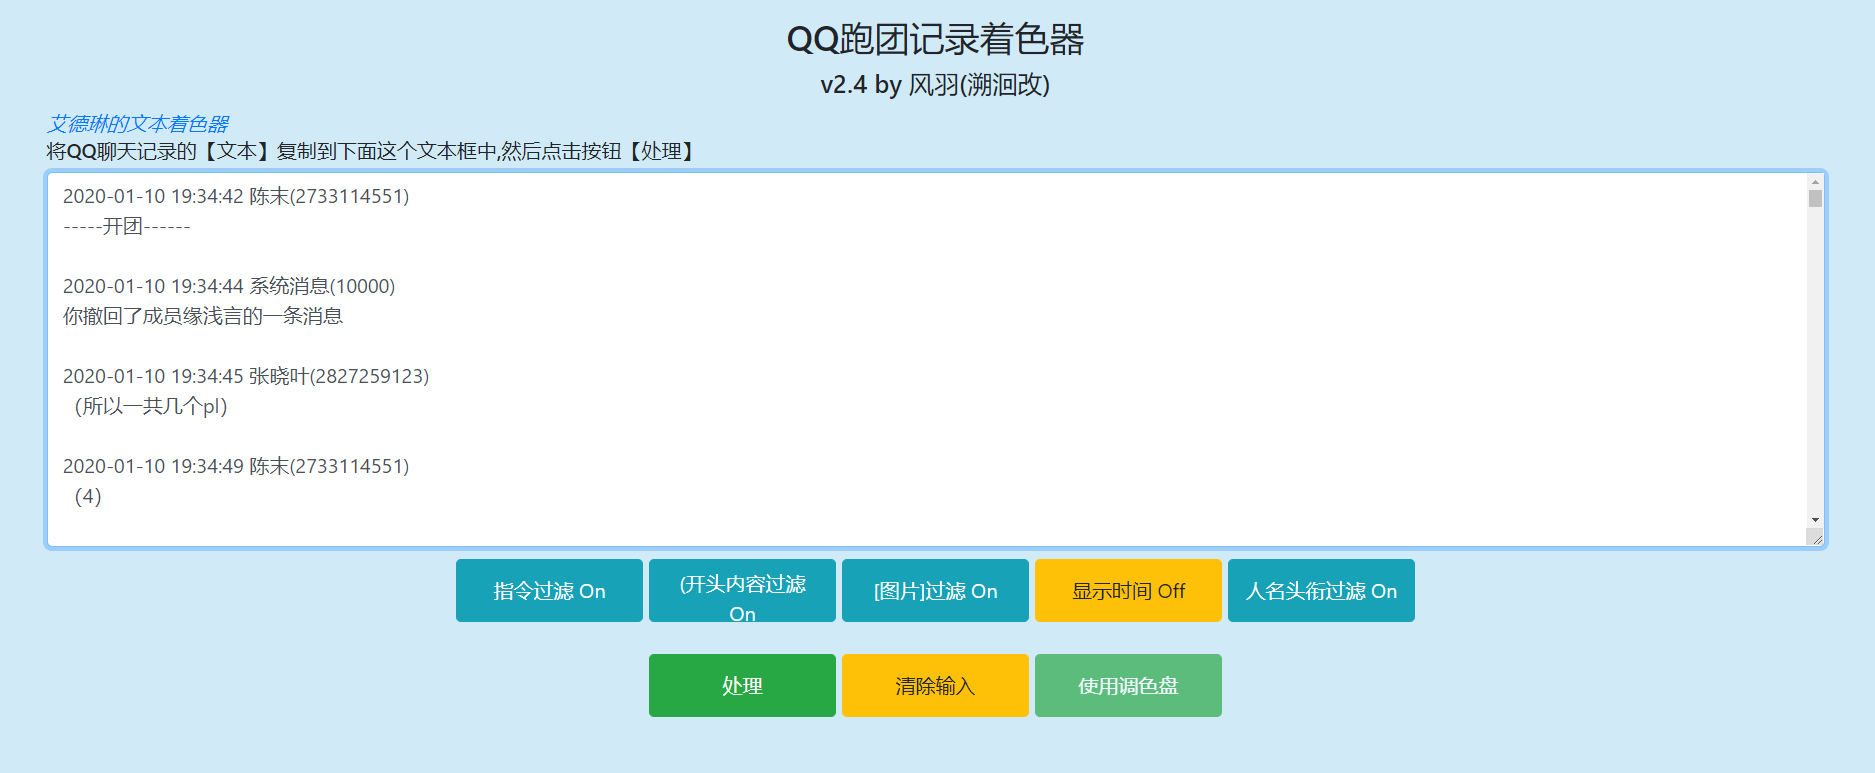 QQ跑团记录着色器
v2.4 by 风羽(溯洄改)
艾德琳的文本着色器
将QQ聊天记录的【文本】复制到下面这个文本框中,然后点击按钮【处理】
2020-01-10 19:34:42 陈末(2733114551)
-----开团------
2020-01-10 19:34:44 系统消息(10000)
你撤回了成员缘浅言的一条消息
2020-01-10 19:34:45 张晓叶(2827259123)
（所以一共几个pl）
2020-01-10 19:34:49 陈末(2733114551)
（4）
指令过滤 On
(开头内容过滤
On
[图片]过滤 On
显示时间 Off
人名头衔过滤 On
处理
清除输入
使用调色盘